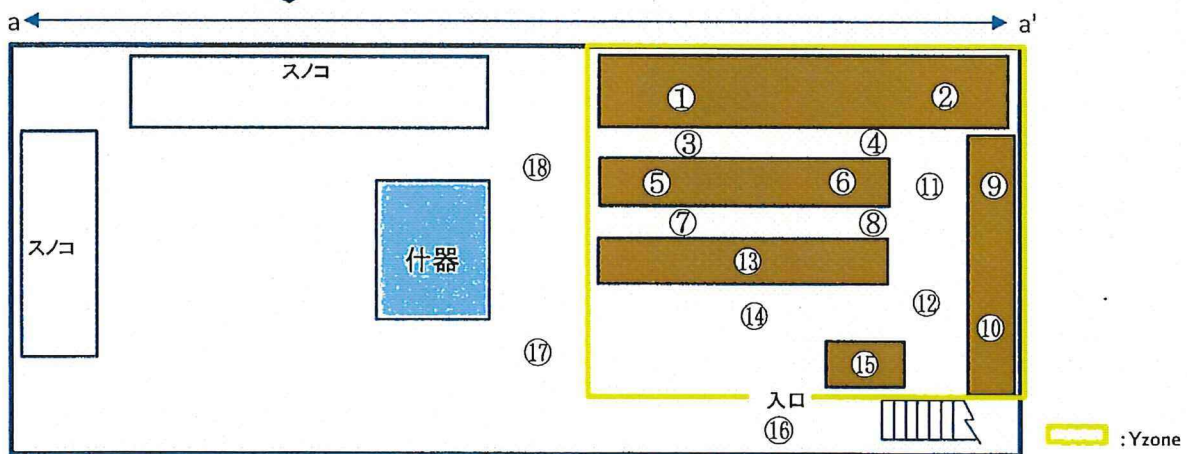 a a'
スノコ
① ②
③ ④
⑱ ⑤ ⑥ ⑪ ⑨
スノコ 什器 ⑦ ⑧
⑬
⑭ ⑫ ⑩
⑰ ⑮
入口
⑯
:Yzone